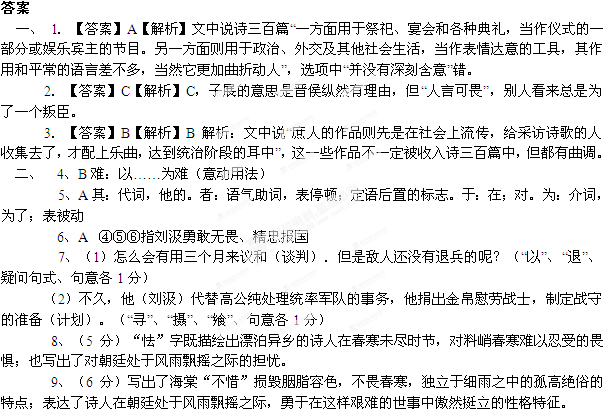 答案
一、 1. 【答案】A【解析】文中说诗三百篇“一方面用于祭祀、宴会和各种典礼，当作仪式的一
部分或娱乐宾主的节目。另一方面则用于政治、外交及其他社会生活，当作表情达意的工具，其作
用和平常的语言差不多，当然它更加曲折动人”，选项中“并没有深刻含意”错。
2. 【答案】C【解析】C，子展的意思是晋侯纵然有理由，但“人言可畏”，别人看来总是为
了一个叛臣。
3. 【答案】B【解析】B 解析：文中说“庶人的作品则先是在社会上流传，给采访诗歌的人
收集去了，才配上乐曲，达到统治阶段的耳中”，这一些作品不一定被收入诗三百篇中，但都有曲调。
二、 4、B难：以……为难（意动用法）
5、A其：代词，他的。者：语气助词，表停顿；定语后置的标志。于：在；对。为：介词，
为了；表被动
6、A ④⑤⑥指刘汲勇敢无畏、精忠报国
7、（1）怎么会有用三个月来议和（谈判）．但是敌人还没有退兵的呢？（“以”、“退”、
疑问句式、句意各1分）
（2）不久，他（刘汲）代替高公纯处理统率军队的事务，他捐出金帛慰劳战士，制定战守
的准备（计划）。（“寻”、“摄”、“飨”、句意各1分）
8、（5 分）“怯”字既描绘出漂泊异乡的诗人在春寒未尽时节，对料峭春寒难以忍受的畏
惧；也写出了对朝廷处于风雨飘摇之际的担忧。
9、（6 分）写出了海棠“不惜”损毁胭脂容色，不畏春寒，独立于细雨之中的孤高绝俗的
特点；表达了诗人在朝廷处于风雨飘摇之际，勇于在这样艰难的世事中傲然挺立的性格特征。